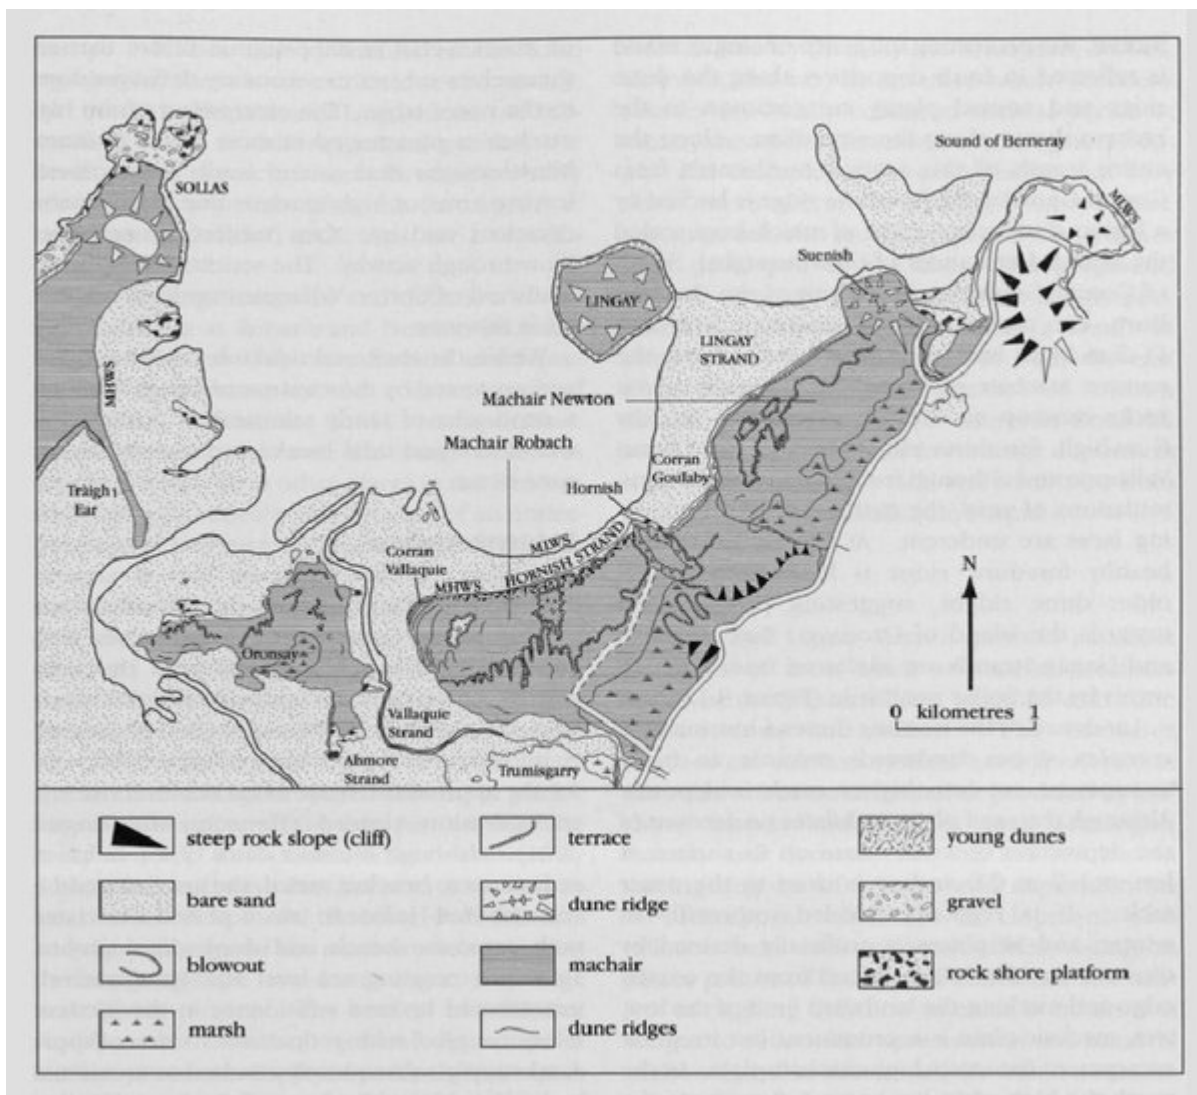 Sound of Berneray
SOLLAS
MLWS
Suenish
LINGAY
LINGAY
STRAND
MHWS
Machair Newton
Machair Robach
Corran
Goulaby
Traigh
Ear
Hornish
MLWS
Corran
Vallaquie
MHWS
HORNISH STRAND
N
Oronsay
Vallaquie
Strand
0 kilometres 1
Ahmore
Strand
Trumisgarry
steep rock slope (cliff)
terrace
young dunes
bare sand
dune ridge
gravel
blowout
machair
rock shore platform
marsh
dune ridges